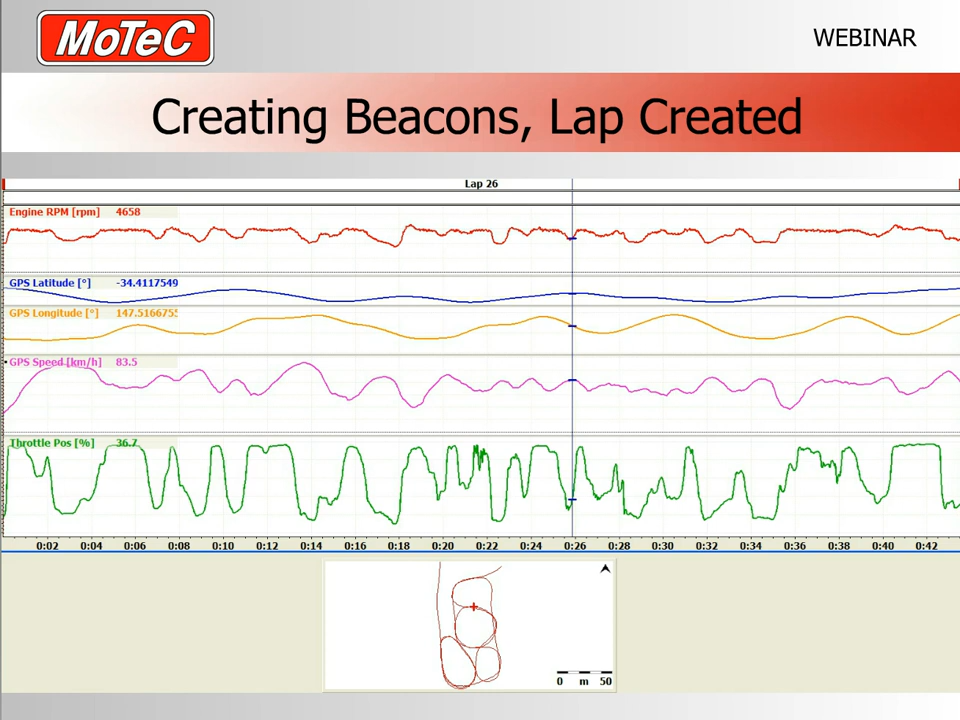 MoTeC
WEBINAR
Creating Beacons, Lap Created
Lap 26
Engine RPM [rpm] 4658
GPS Latitude [°] -34.4117549
GPS Longitude [°] 147.5166755
GPS Speed [km/h] 83.5
Throttle Pos [%] 36.7
0:02 0:04 0:06 0:08 0:10 0:12 0:14 0:16 0:18 0:20 0:22 0:24 0:26 0:28 0:30 0:32 0:34 0:36 0:38 0:40 0:42
0 m 50